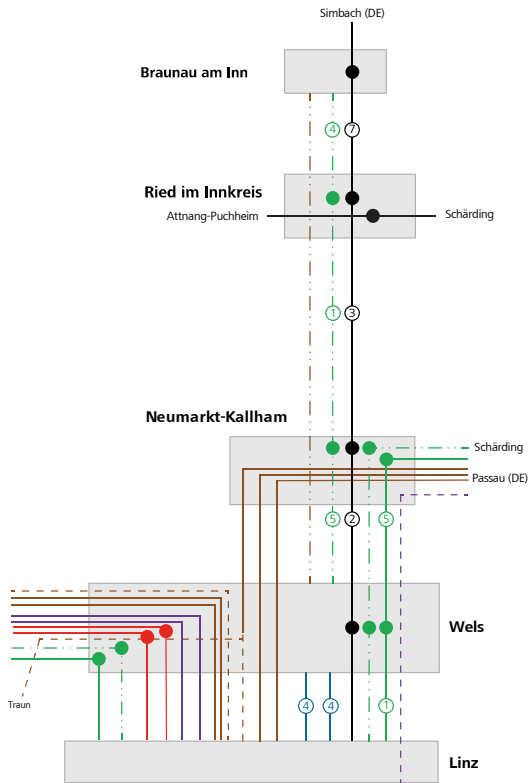 Simbach (DE)
Braunau am Inn
4 7
Ried im Innkreis
Attnang-Puchheim Schärding
1 3
Neumarkt-Kallham
Schärding
Passau (DE)
5 2 5
Wels
Traun
4 4 1
Linz